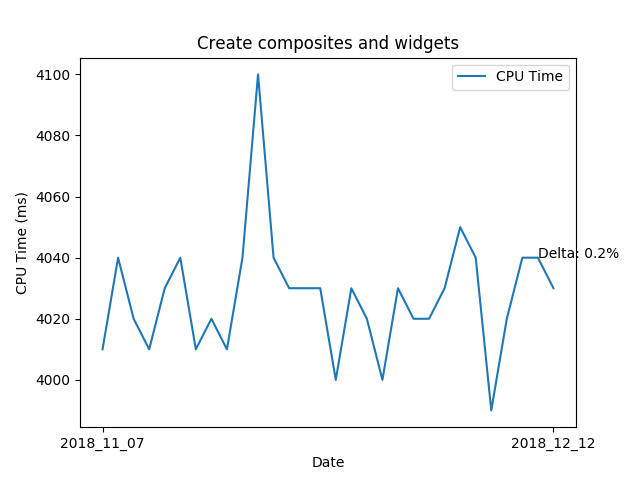 Create composites and widgets
CPU Time
4100
4080
4060
4040
4020
4000
CPU Time (ms)
Delta: 0.2%
2018_11_07
2018_12_12
Date